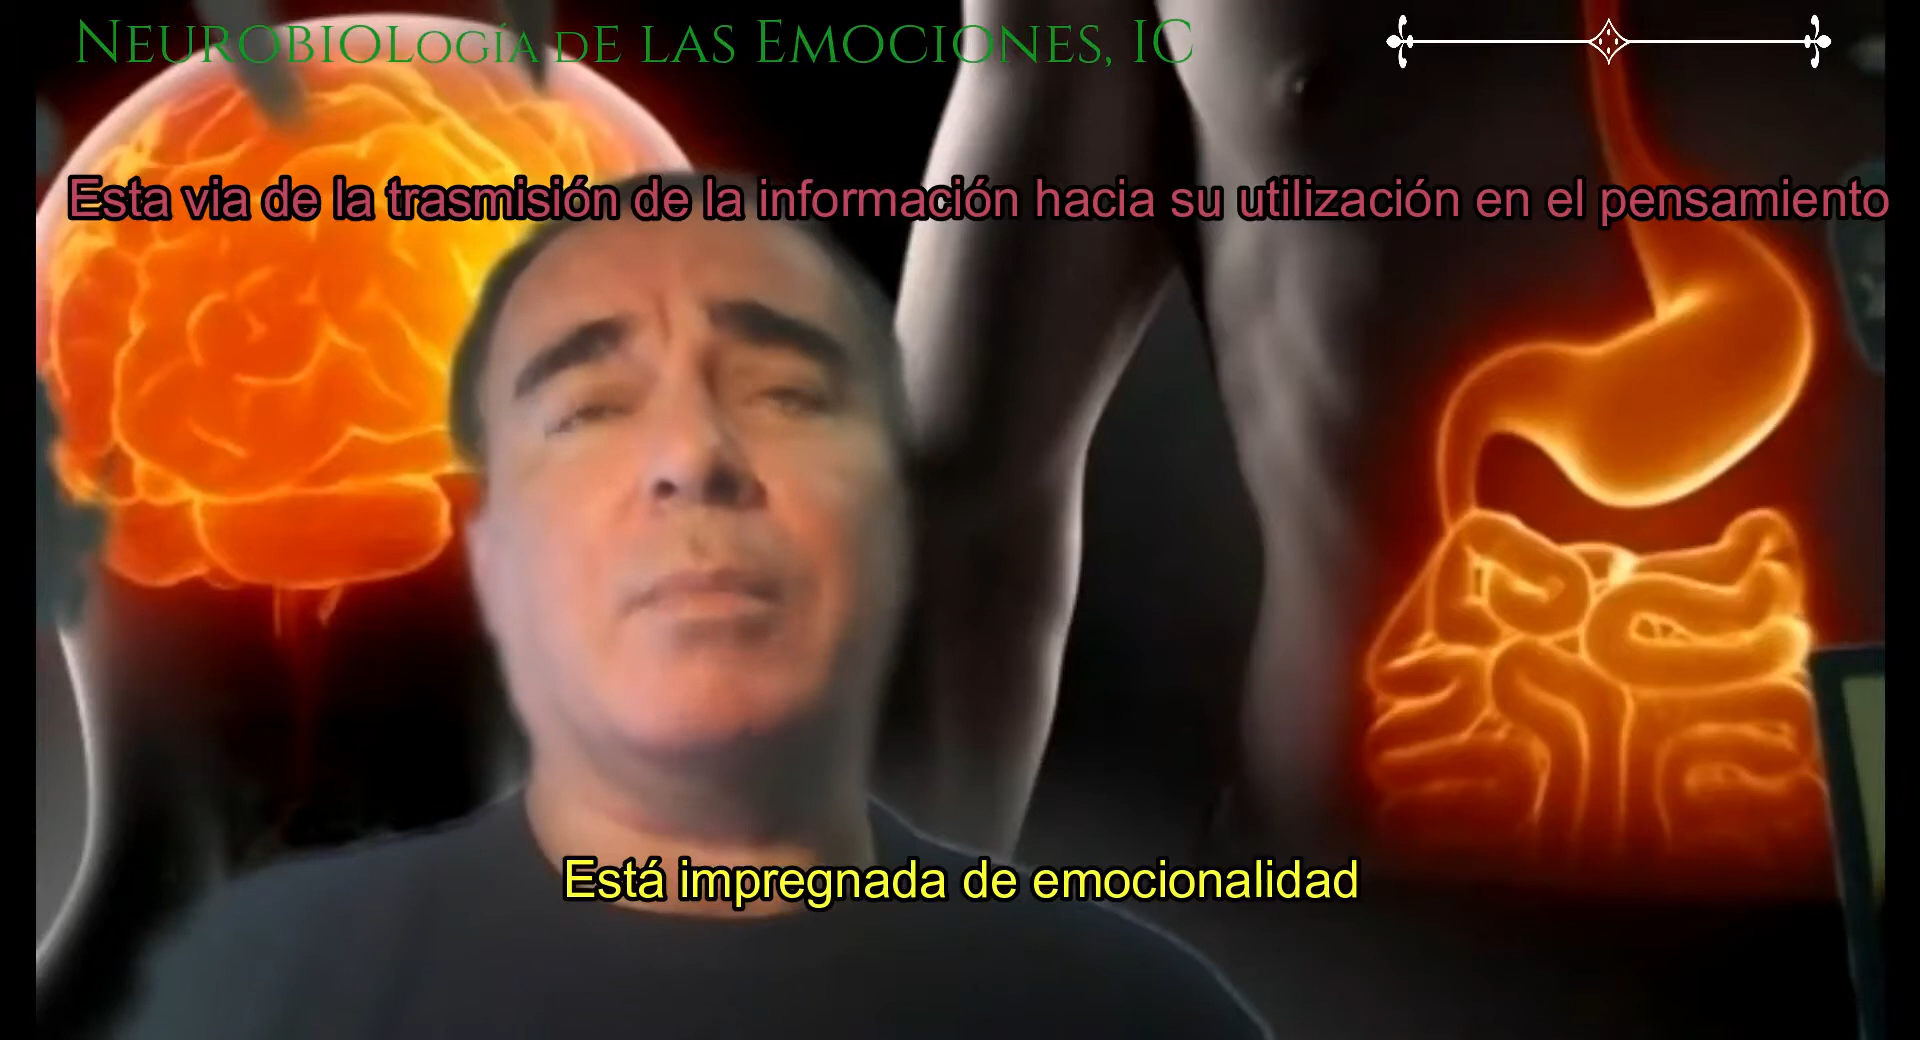 NEUROBIOLOGÍA DE LAS EMOCIONES, IC
Esta via de la trasmisión de la información hacia su utilización en el pensamiento
Está impregnada de emocionalidad